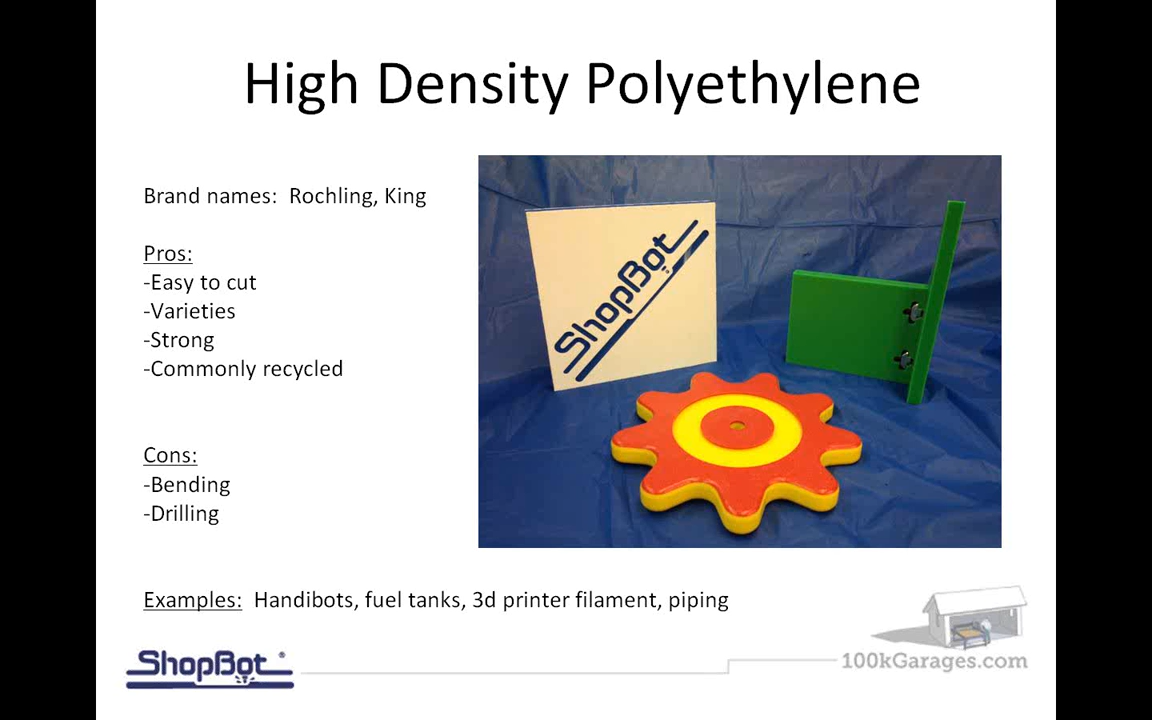 High Density Polyethylene
Brand names:  Rochling, King
Pros:
-Easy to cut
-Varieties
-Strong
-Commonly recycled
Cons:
-Bending
-Drilling
ShopBot
Examples:  Handibots, fuel tanks, 3d printer filament, piping
ShopBot®
100kGarages.com